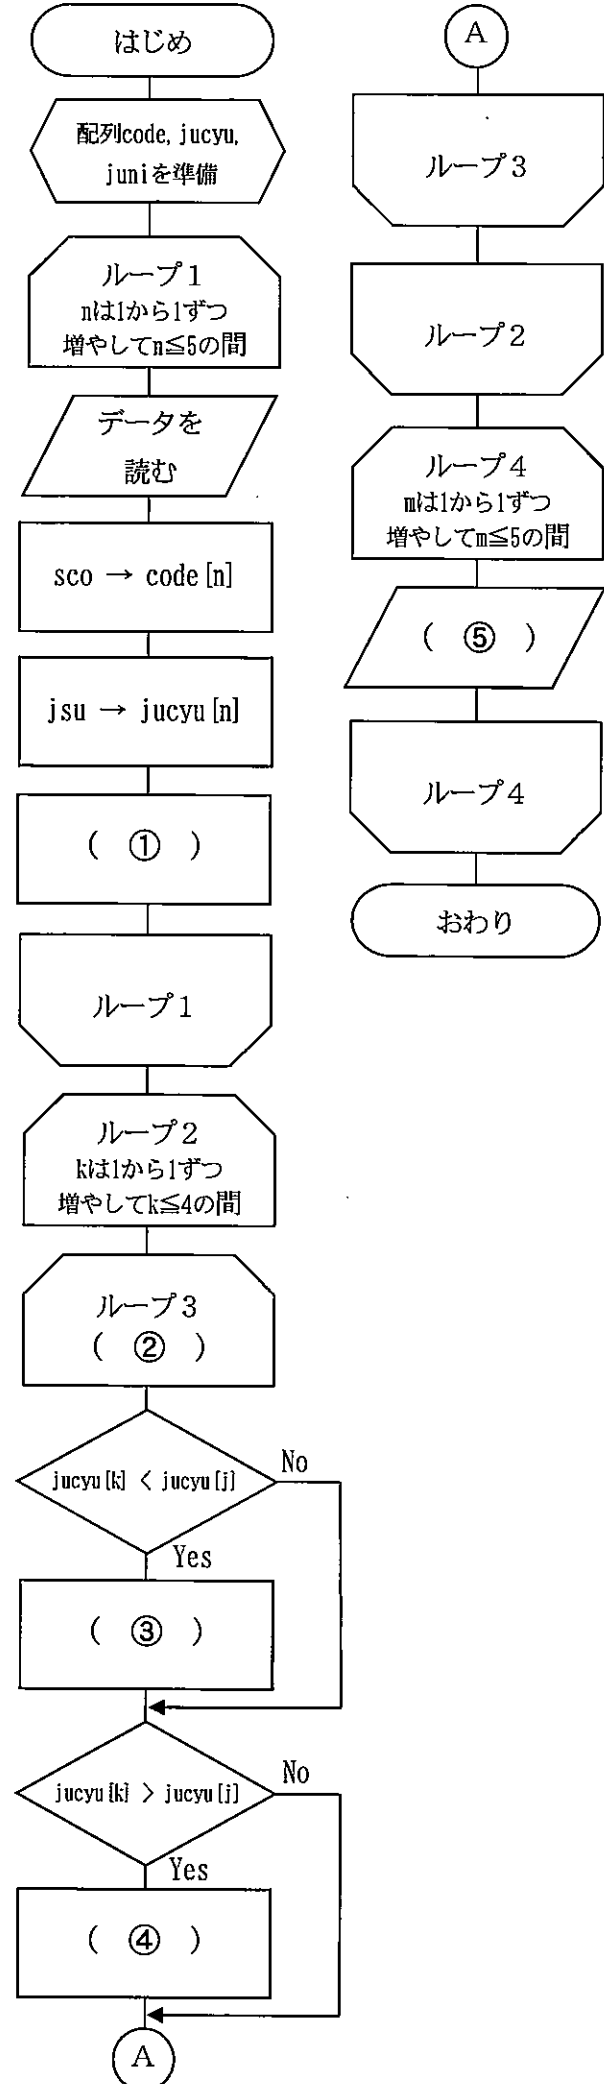 はじめ
配列code, jucyu,
juniを準備
ループ1
nは1から1ずつ
増やしてn≦5の間
データを
読む
sco → code[n]
jsu → jucyu[n]
( ① )
ループ1
ループ2
kは1から1ずつ
増やしてk≦4の間
ループ3
( ② )
jucyu[k] < jucyu[j]
No
Yes
( ③ )
jucyu[k] > jucyu[j]
No
Yes
( ④ )
A
A
ループ3
ループ2
ループ4
mは1から1ずつ
増やしてm≦5の間
( ⑤ )
ループ4
おわり